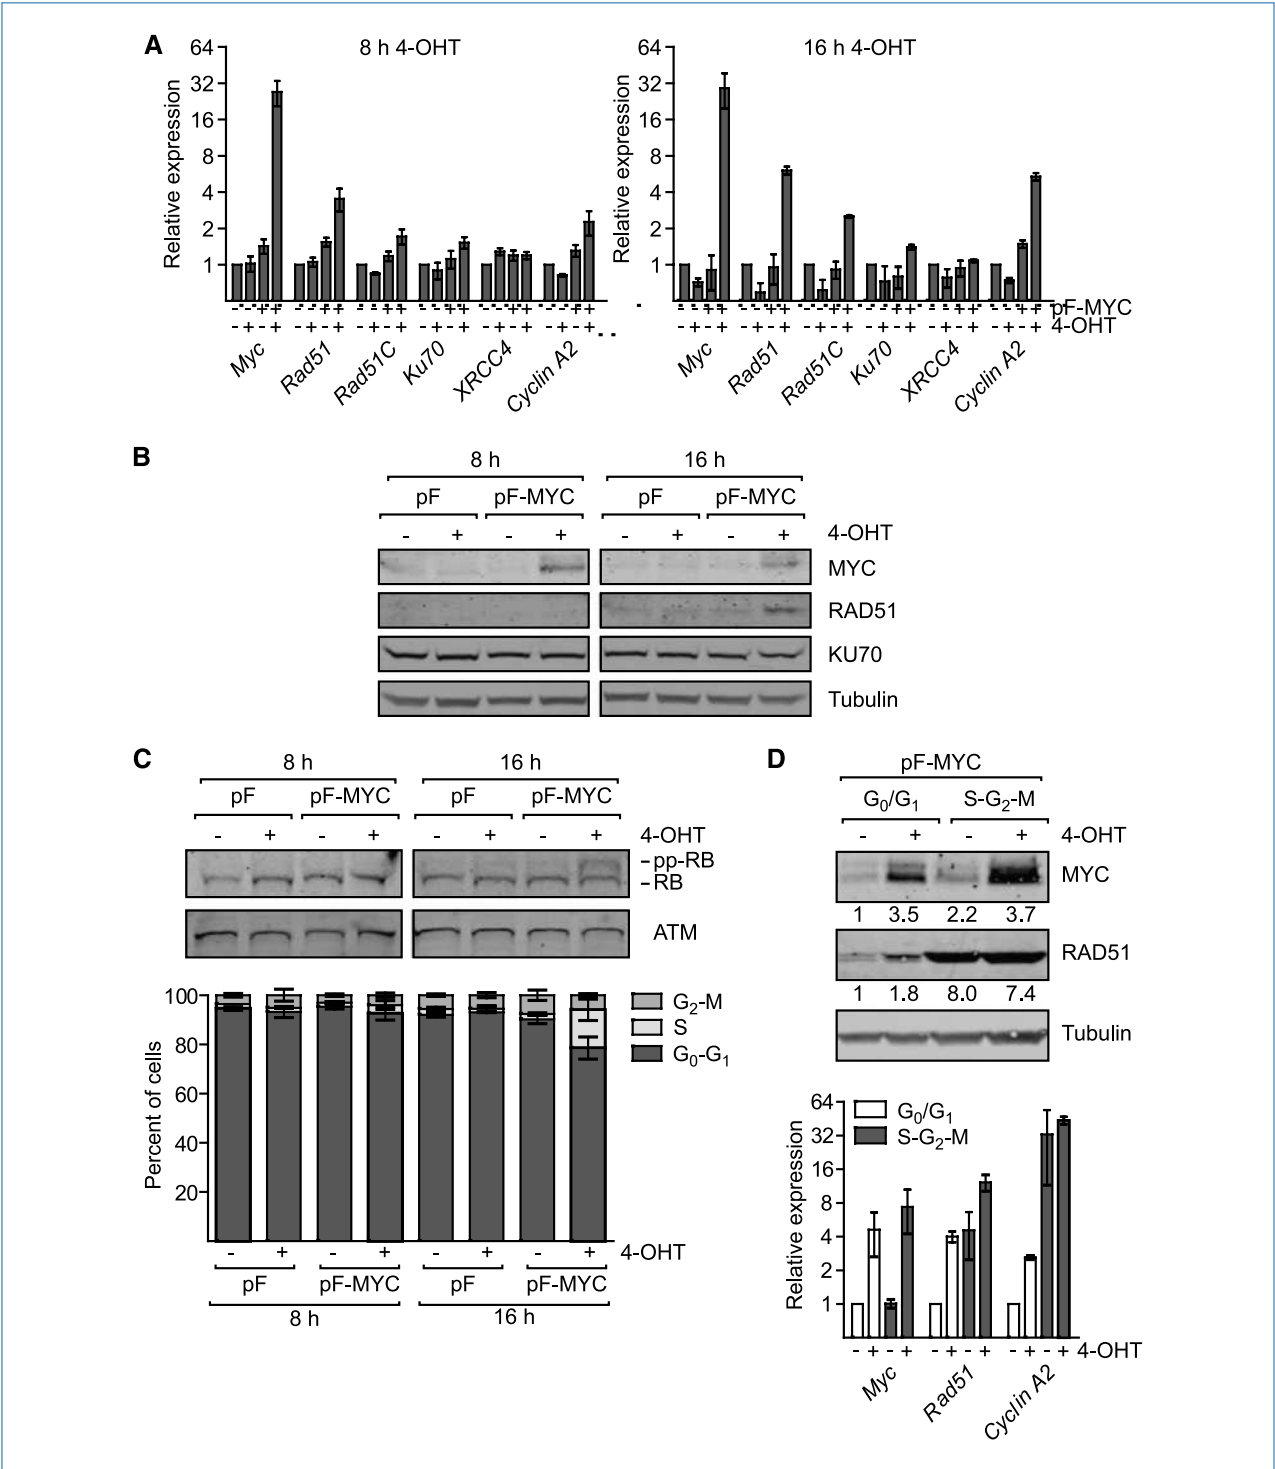 A
8 h 4-OHT
16 h 4-OHT
Relative expression
64
32
16
8
4
2
1
Relative expression
64
32
16
8
4
2
1
- - + + - - + + - - + + - - + + - - + + - - + +
- - + + - - + + - - + + - - + + - - + + - - + + pF-MYC
- + - + - + - + - + - + - + - + - + - + - + - +
- + - + - + - + - + - + - + - + - + - + - + - + 4-OHT
Myc Rad51 Rad51C Ku70 XRCC4 Cyclin A2
Myc Rad51 Rad51C Ku70 XRCC4 Cyclin A2
B
8 h 16 h
pF pF-MYC pF pF-MYC
- + - + - + - + 4-OHT
MYC
RAD51
KU70
Tubulin
C
8 h 16 h
pF pF-MYC pF pF-MYC
- + - + - + - + 4-OHT
-pp-RB
-RB
ATM
Percent of cells
100
80
60
40
20
G2-M
S
G0-G1
- + - + - + - + 4-OHT
pF pF-MYC pF pF-MYC
8 h 16 h
D
pF-MYC
G0/G1 S-G2-M
- + - + 4-OHT
MYC
1 3.5 2.2 3.7
RAD51
1 1.8 8.0 7.4
Tubulin
Relative expression
64
32
16
8
4
2
1
G0/G1
S-G2-M
- + - + - + - + - + - + 4-OHT
Myc Rad51 Cyclin A2